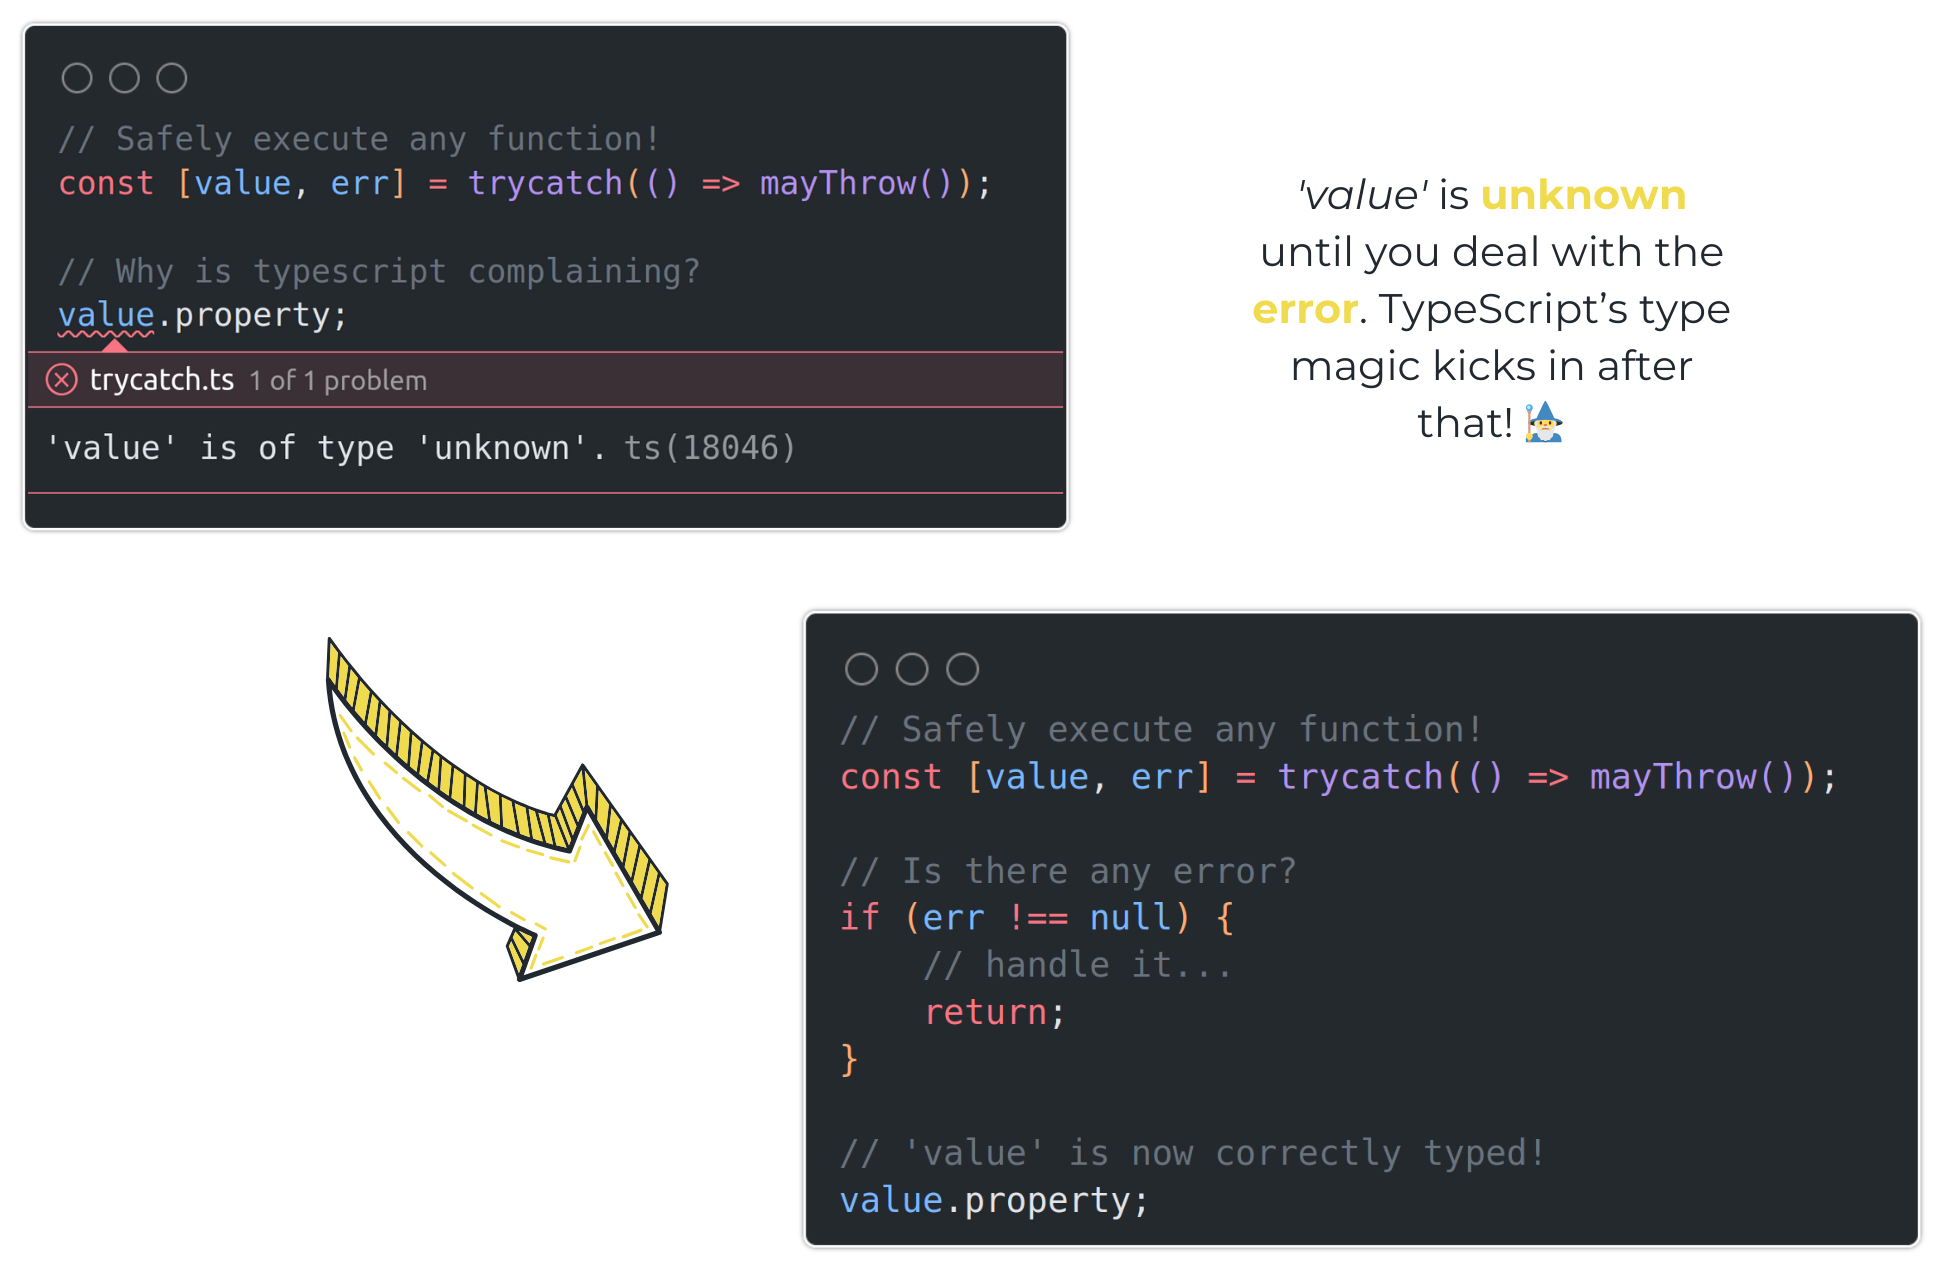 // Safely execute any function!
const [value, err] = trycatch(() => mayThrow());
// Why is typescript complaining?
value.property;
trycatch.ts 1 of 1 problem
'value' is of type 'unknown'. ts(18046)
'value' is unknown
until you deal with the
error. TypeScript’s type
magic kicks in after
that! 🧙‍♂️
// Safely execute any function!
const [value, err] = trycatch(() => mayThrow());
// Is there any error?
if (err !== null) {
    // handle it...
    return;
}
// 'value' is now correctly typed!
value.property;